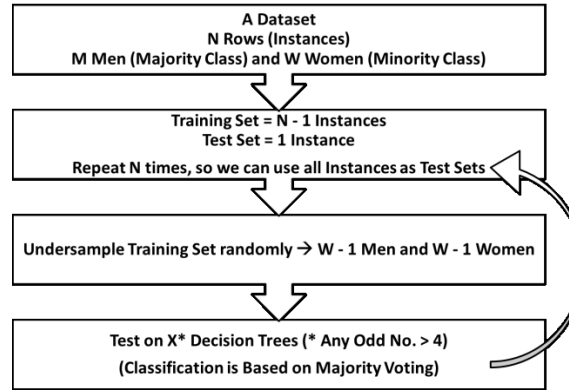 A Dataset
N Rows (Instances)
M Men (Majority Class) and W Women (Minority Class)
Training Set = N - 1 Instances
Test Set = 1 Instance
Repeat N times, so we can use all Instances as Test Sets
Undersample Training Set randomly → W - 1 Men and W - 1 Women
Test on X* Decision Trees (* Any Odd No. > 4)
(Classification is Based on Majority Voting)